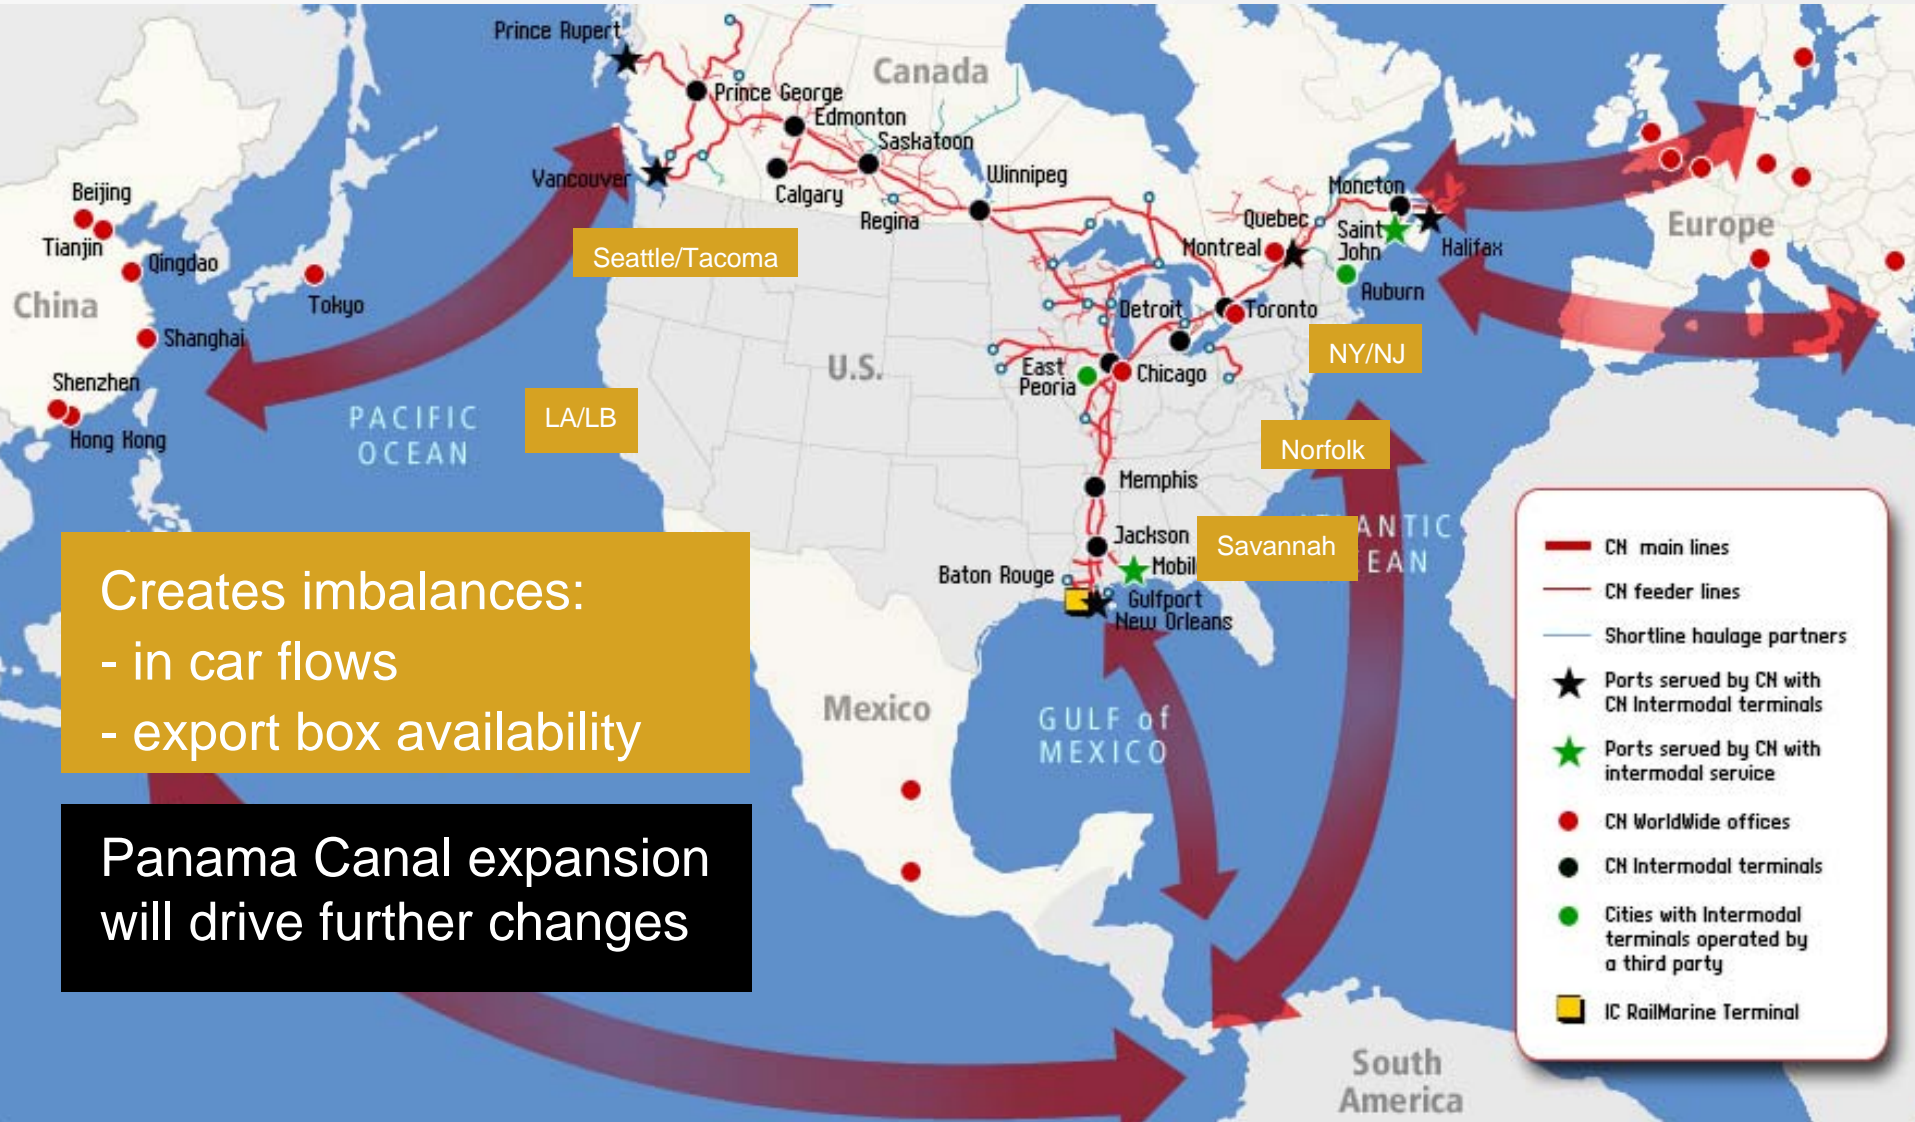 Prince Rupert
Canada
Prince George
Edmonton
Saskatoon
Vancouver
Calgary
Regina
Winnipeg
Moncton
Quebec
Saint
John
Montreal
Halifax
Auburn
Europe
Beijing
Tianjin
Qingdao
China
Tokyo
Shanghai
Shenzhen
Hong Kong
Seattle/Tacoma
Detroit
Toronto
NY/NJ
U.S.
East
Peoria
Chicago
PACIFIC
OCEAN
LA/LB
Norfolk
Memphis
Jackson
Savannah
ANTIC
EAN
Baton Rouge
Mobil
Gulfport
New Orleans
Creates imbalances:
- in car flows
- export box availability
Mexico
GULF of
MEXICO
Panama Canal expansion
will drive further changes
South
America
CN main lines
CN feeder lines
Shortline haulage partners
Ports served by CN with
CN Intermodal terminals
Ports served by CN with
intermodal service
CN WorldWide offices
CN Intermodal terminals
Cities with Intermodal
terminals operated by
a third party
IC RailMarine Terminal